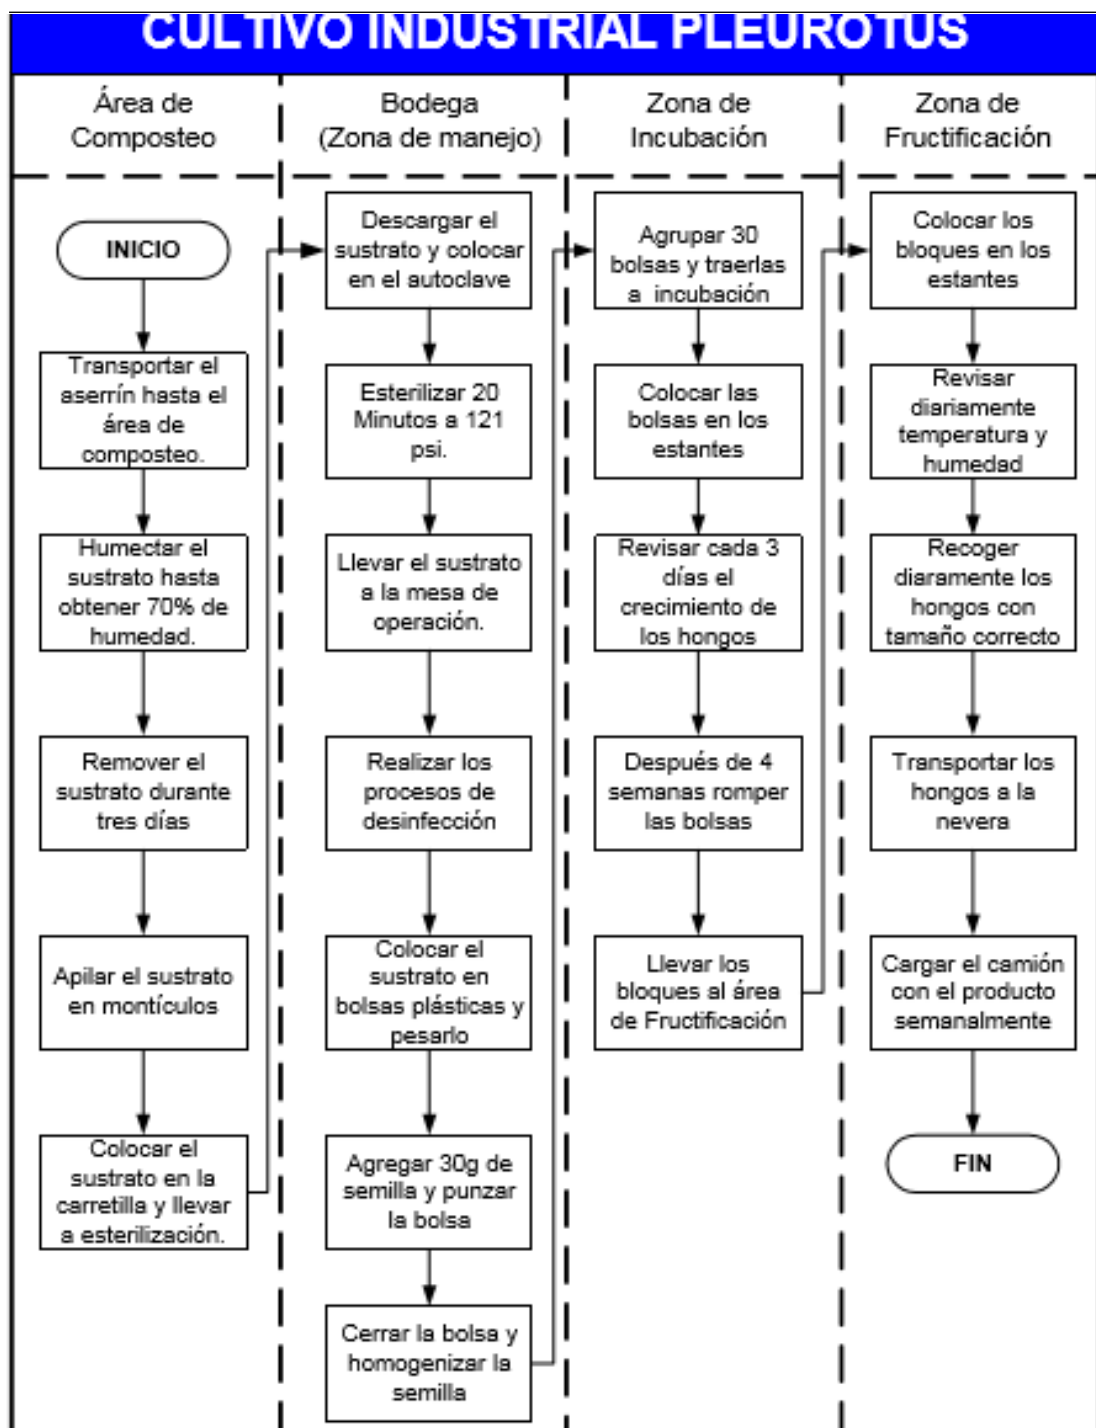 CULTIVO INDUSTRIAL PLEUROTUS
Área de
Composteo
Bodega
(Zona de manejo)
Zona de
Incubación
Zona de
Fructificación
INICIO
Transportar el
aserrín hasta el
área de
composteo.
Humectar el
sustrato hasta
obtener 70% de
humedad.
Remover el
sustrato durante
tres días
Apilar el sustrato
en montículos
Colocar el
sustrato en la
carretilla y llevar
a esterilización.
Descargar el
sustrato y colocar
en el autoclave
Esterilizar 20
Minutos a 121
psi.
Llevar el sustrato
a la mesa de
operación.
Realizar los
procesos de
desinfección
Colocar el
sustrato en
bolsas plásticas y
pesarlo
Agregar 30g de
semilla y punzar
la bolsa
Cerrar la bolsa y
homogenizar la
semilla
Agrupar 30
bolsas y traerlas
a incubación
Colocar las
bolsas en los
estantes
Revisar cada 3
días el
crecimiento de
los hongos
Después de 4
semanas romper
las bolsas
Llevar los
bloques al área
de Fructificación
Colocar los
bloques en los
estantes
Revisar
diariamente
temperatura y
humedad
Recoger
diaramente los
hongos con
tamaño correcto
Transportar los
hongos a la
nevera
Cargar el camión
con el producto
semanalmente
FIN